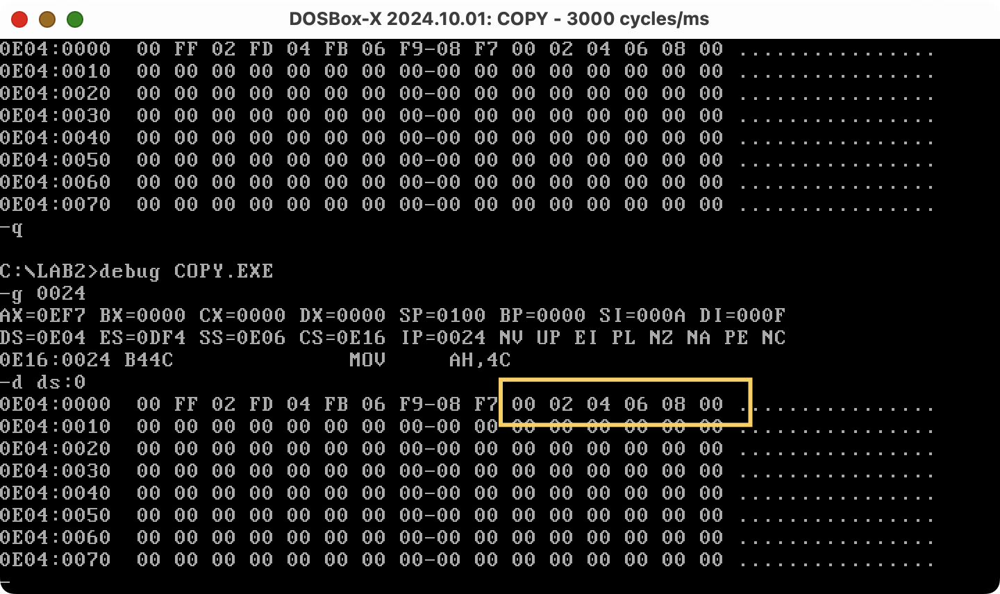 DOSBox-X 2024.10.01: COPY - 3000 cycles/ms
0E04:0000  00 FF 02 FD 04 FB 06 F9-08 F7 00 02 04 06 08 00 ................
0E04:0010  00 00 00 00 00 00 00 00-00 00 00 00 00 00 00 00 ................
0E04:0020  00 00 00 00 00 00 00 00-00 00 00 00 00 00 00 00 ................
0E04:0030  00 00 00 00 00 00 00 00-00 00 00 00 00 00 00 00 ................
0E04:0040  00 00 00 00 00 00 00 00-00 00 00 00 00 00 00 00 ................
0E04:0050  00 00 00 00 00 00 00 00-00 00 00 00 00 00 00 00 ................
0E04:0060  00 00 00 00 00 00 00 00-00 00 00 00 00 00 00 00 ................
0E04:0070  00 00 00 00 00 00 00 00-00 00 00 00 00 00 00 00 ................
-q
C:\LAB2>debug COPY.EXE
-g 0024
AX=0EF7 BX=0000 CX=0000 DX=0000 SP=0100 BP=0000 SI=000A DI=000F
DS=0E04 ES=0DF4 SS=0E06 CS=0E16 IP=0024 NV UP EI PL NZ NA PE NC
0E16:0024 B44C              MOV     AH,4C
-d ds:0
0E04:0000  00 FF 02 FD 04 FB 06 F9-08 F7 00 02 04 06 08 00 ................
0E04:0010  00 00 00 00 00 00 00 00-00 00 00 00 00 00 00 00 ................
0E04:0020  00 00 00 00 00 00 00 00-00 00 00 00 00 00 00 00 ................
0E04:0030  00 00 00 00 00 00 00 00-00 00 00 00 00 00 00 00 ................
0E04:0040  00 00 00 00 00 00 00 00-00 00 00 00 00 00 00 00 ................
0E04:0050  00 00 00 00 00 00 00 00-00 00 00 00 00 00 00 00 ................
0E04:0060  00 00 00 00 00 00 00 00-00 00 00 00 00 00 00 00 ................
0E04:0070  00 00 00 00 00 00 00 00-00 00 00 00 00 00 00 00 ................
-